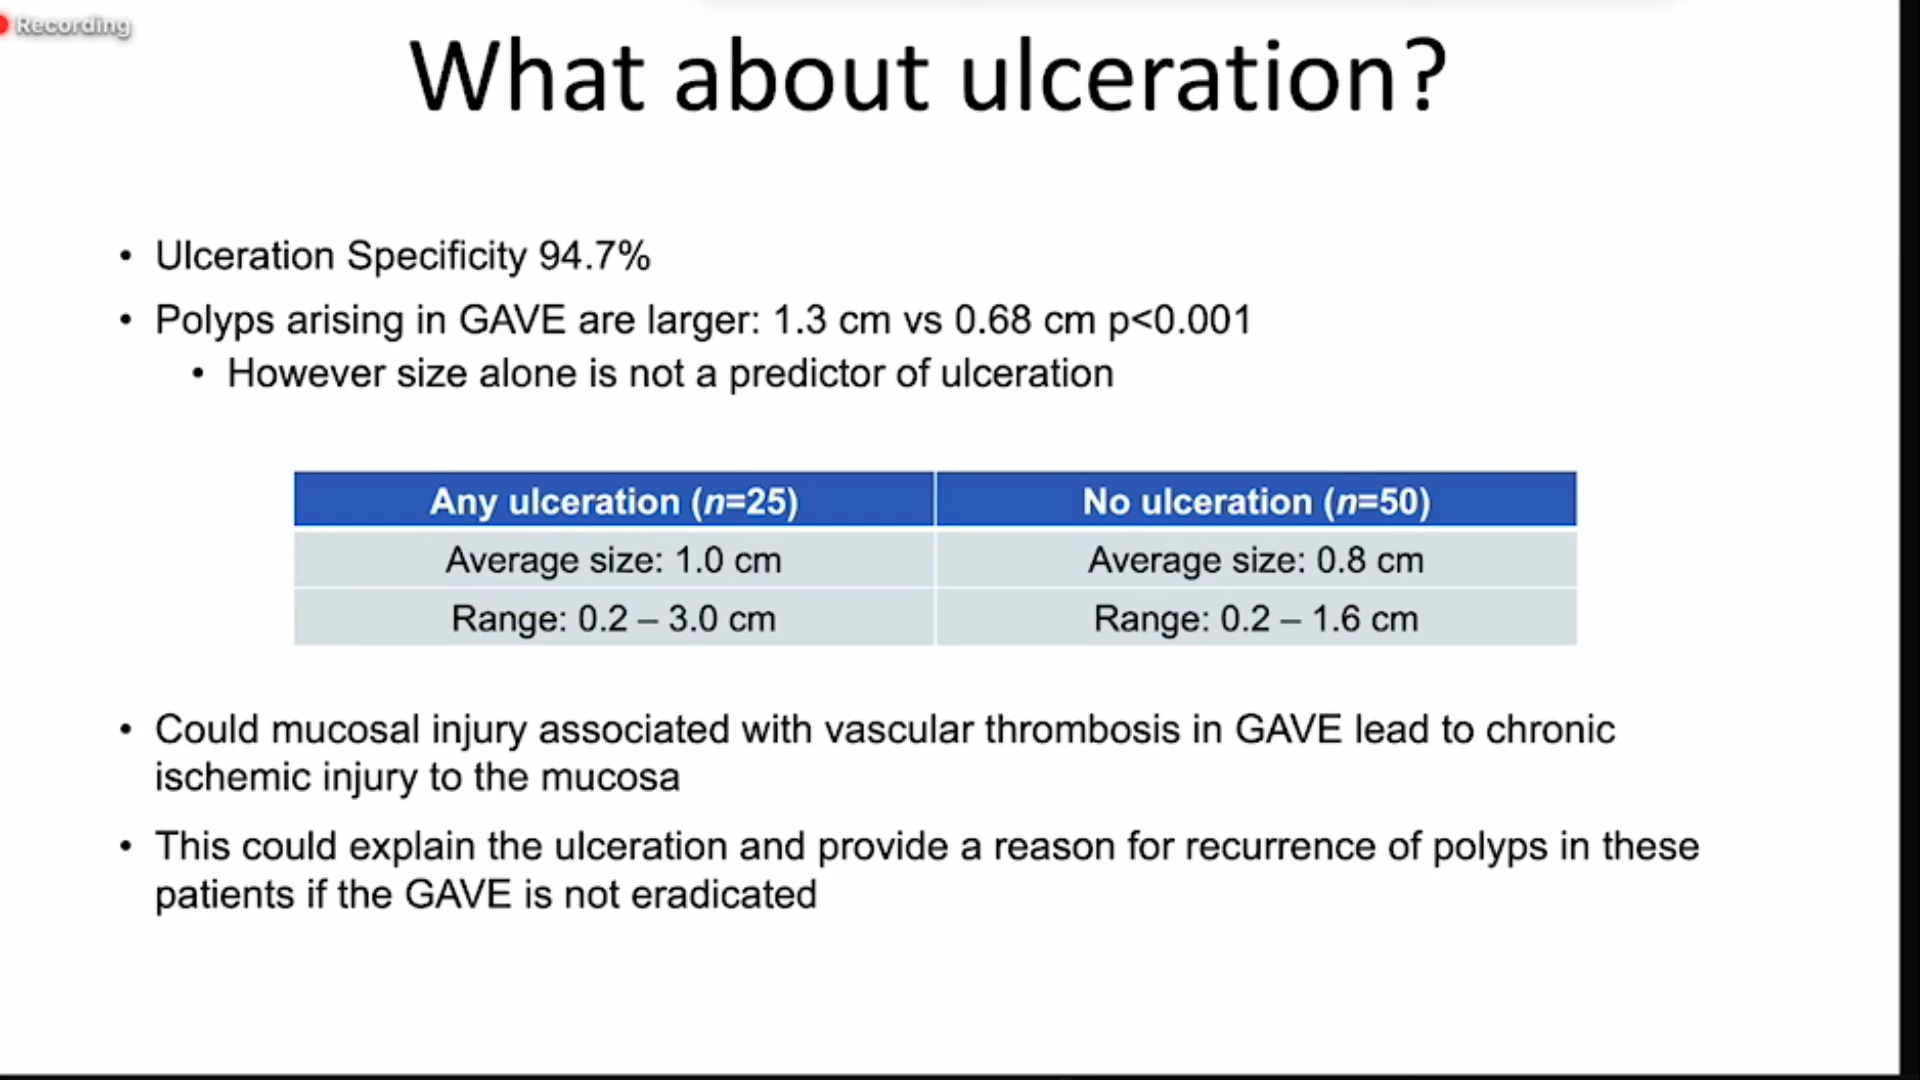 Recording
What about ulceration?
• Ulceration Specificity 94.7%
• Polyps arising in GAVE are larger: 1.3 cm vs 0.68 cm p<0.001
• However size alone is not a predictor of ulceration
Any ulceration (n=25) No ulceration (n=50)
Average size: 1.0 cm Average size: 0.8 cm
Range: 0.2 – 3.0 cm Range: 0.2 – 1.6 cm
• Could mucosal injury associated with vascular thrombosis in GAVE lead to chronic
ischemic injury to the mucosa
• This could explain the ulceration and provide a reason for recurrence of polyps in these
patients if the GAVE is not eradicated